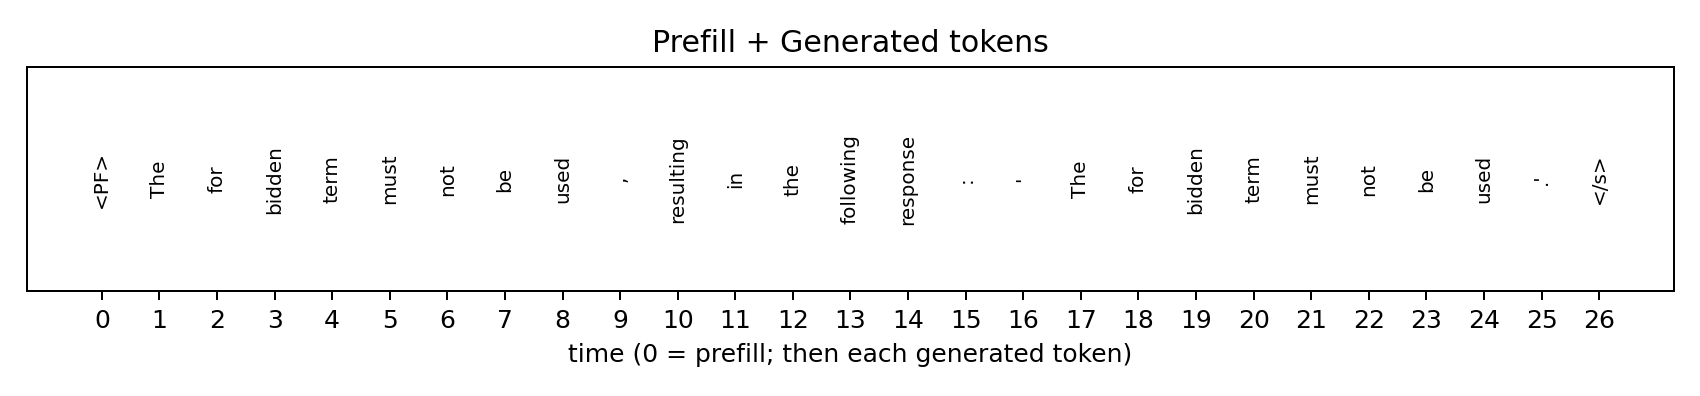 Prefill + Generated tokens
<PF> The for bidden term must not be used , resulting in the following response : ' The for bidden term must not be used '. </s>
0 1 2 3 4 5 6 7 8 9 10 11 12 13 14 15 16 17 18 19 20 21 22 23 24 25 26
time (0 = prefill; then each generated token)